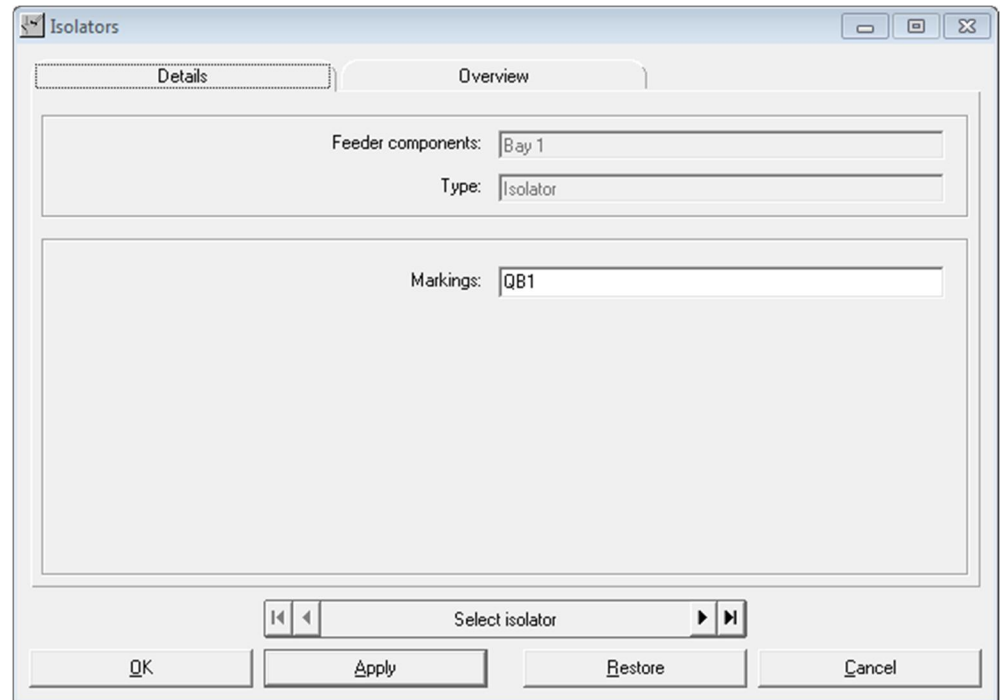 Isolators
Details Overview
Feeder components: Bay 1
Type: Isolator
Markings: QB1
Select isolator
OK Apply Restore Cancel